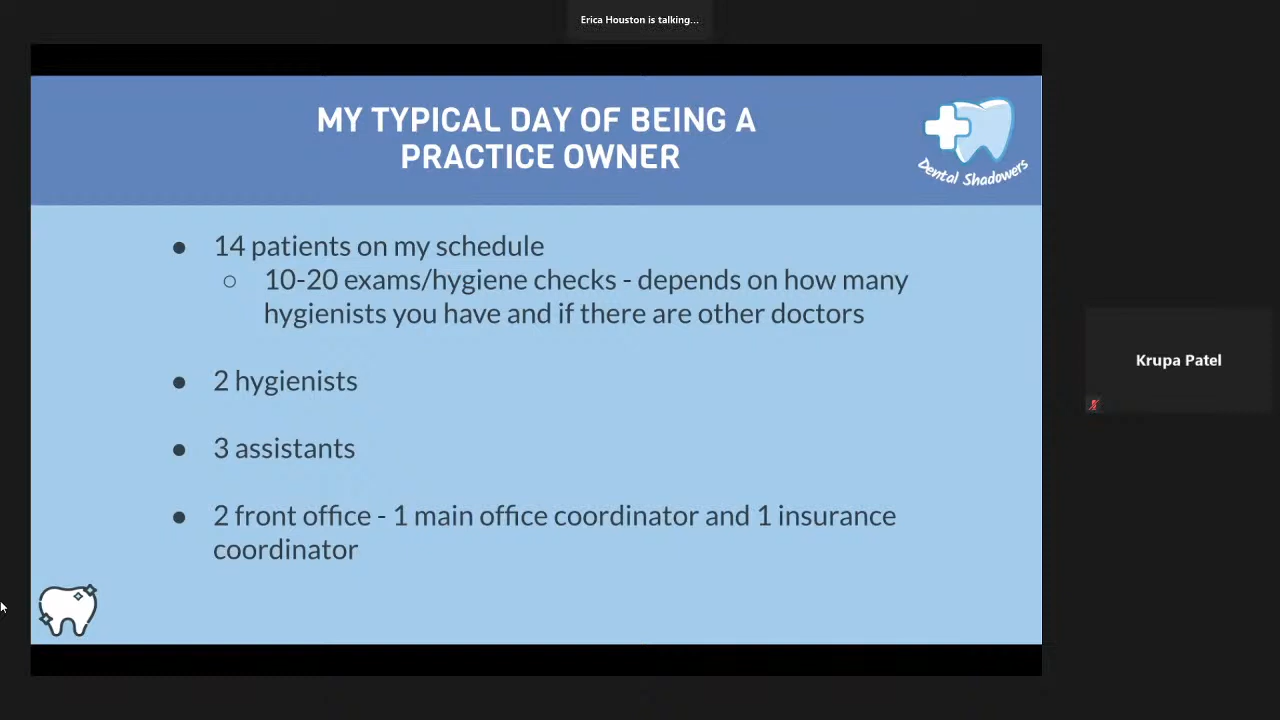 Erica Houston is talking...
MY TYPICAL DAY OF BEING A
PRACTICE OWNER
Dental Shadowers
● 14 patients on my schedule
○ 10-20 exams/hygiene checks - depends on how many
hygienists you have and if there are other doctors
● 2 hygienists
● 3 assistants
● 2 front office - 1 main office coordinator and 1 insurance
coordinator
Krupa Patel